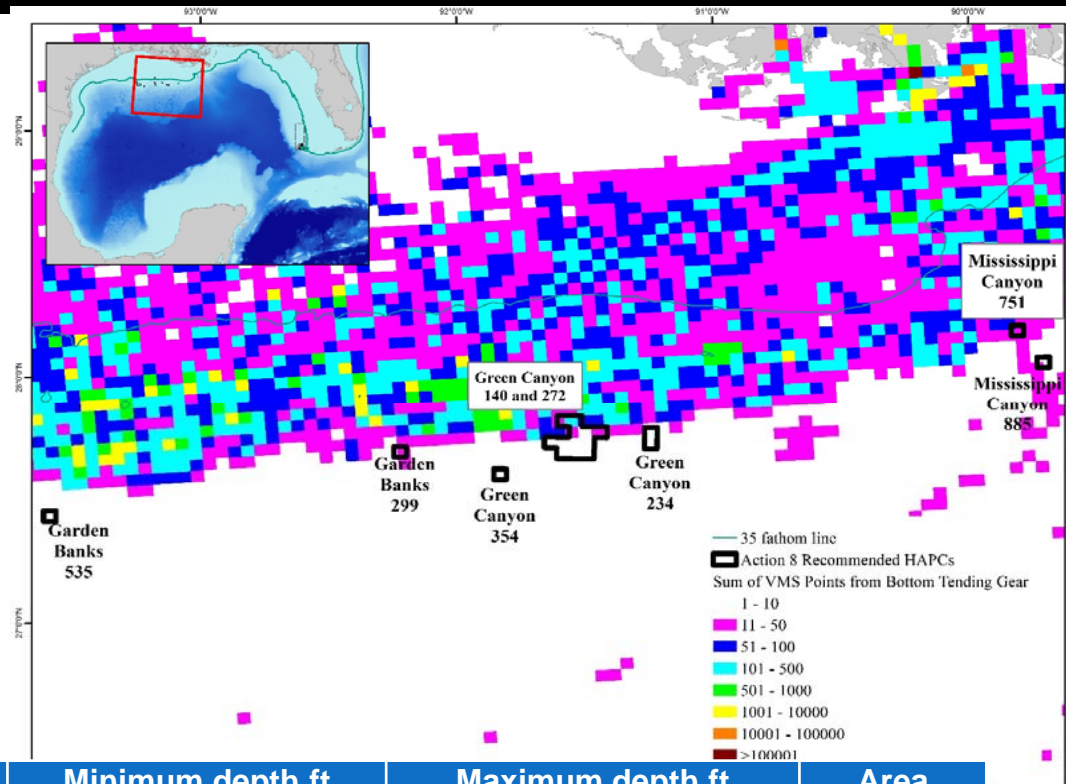 93°0'0"W 92°0'0"W 91°0'0"W 90°0'0"W
29°0'0"N
28°0'0"N
27°0'0"N
Mississippi
Canyon
751
Mississippi
Canyon
885
Green Canyon
140 and 272
Garden
Banks
299
Green
Canyon
354
Green
Canyon
234
Garden
Banks
535
35 fathom line
Action 8 Recommended HAPCs
Sum of VMS Points from Bottom Tending Gear
1 - 10
11 - 50
51 - 100
101 - 500
501 - 1000
1001 - 10000
10001 - 100000
>100001
Minimum depth ft Maximum depth ft Area